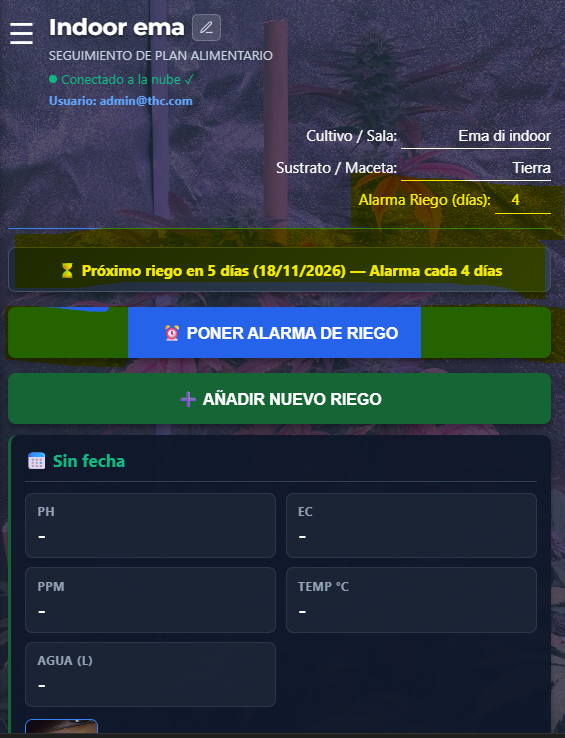 Indoor ema
SEGUIMIENTO DE PLAN ALIMENTARIO
Conectado a la nube ✓
Usuario: admin@thc.com
Cultivo / Sala: Ema di indoor
Sustrato / Maceta: Tierra
Alarma Riego (días): 4
⏳ Próximo riego en 5 días (18/11/2026) — Alarma cada 4 días
⏰ PONER ALARMA DE RIEGO
➕ AÑADIR NUEVO RIEGO
Sin fecha
PH EC
- -
PPM TEMP °C
- -
AGUA (L)
-